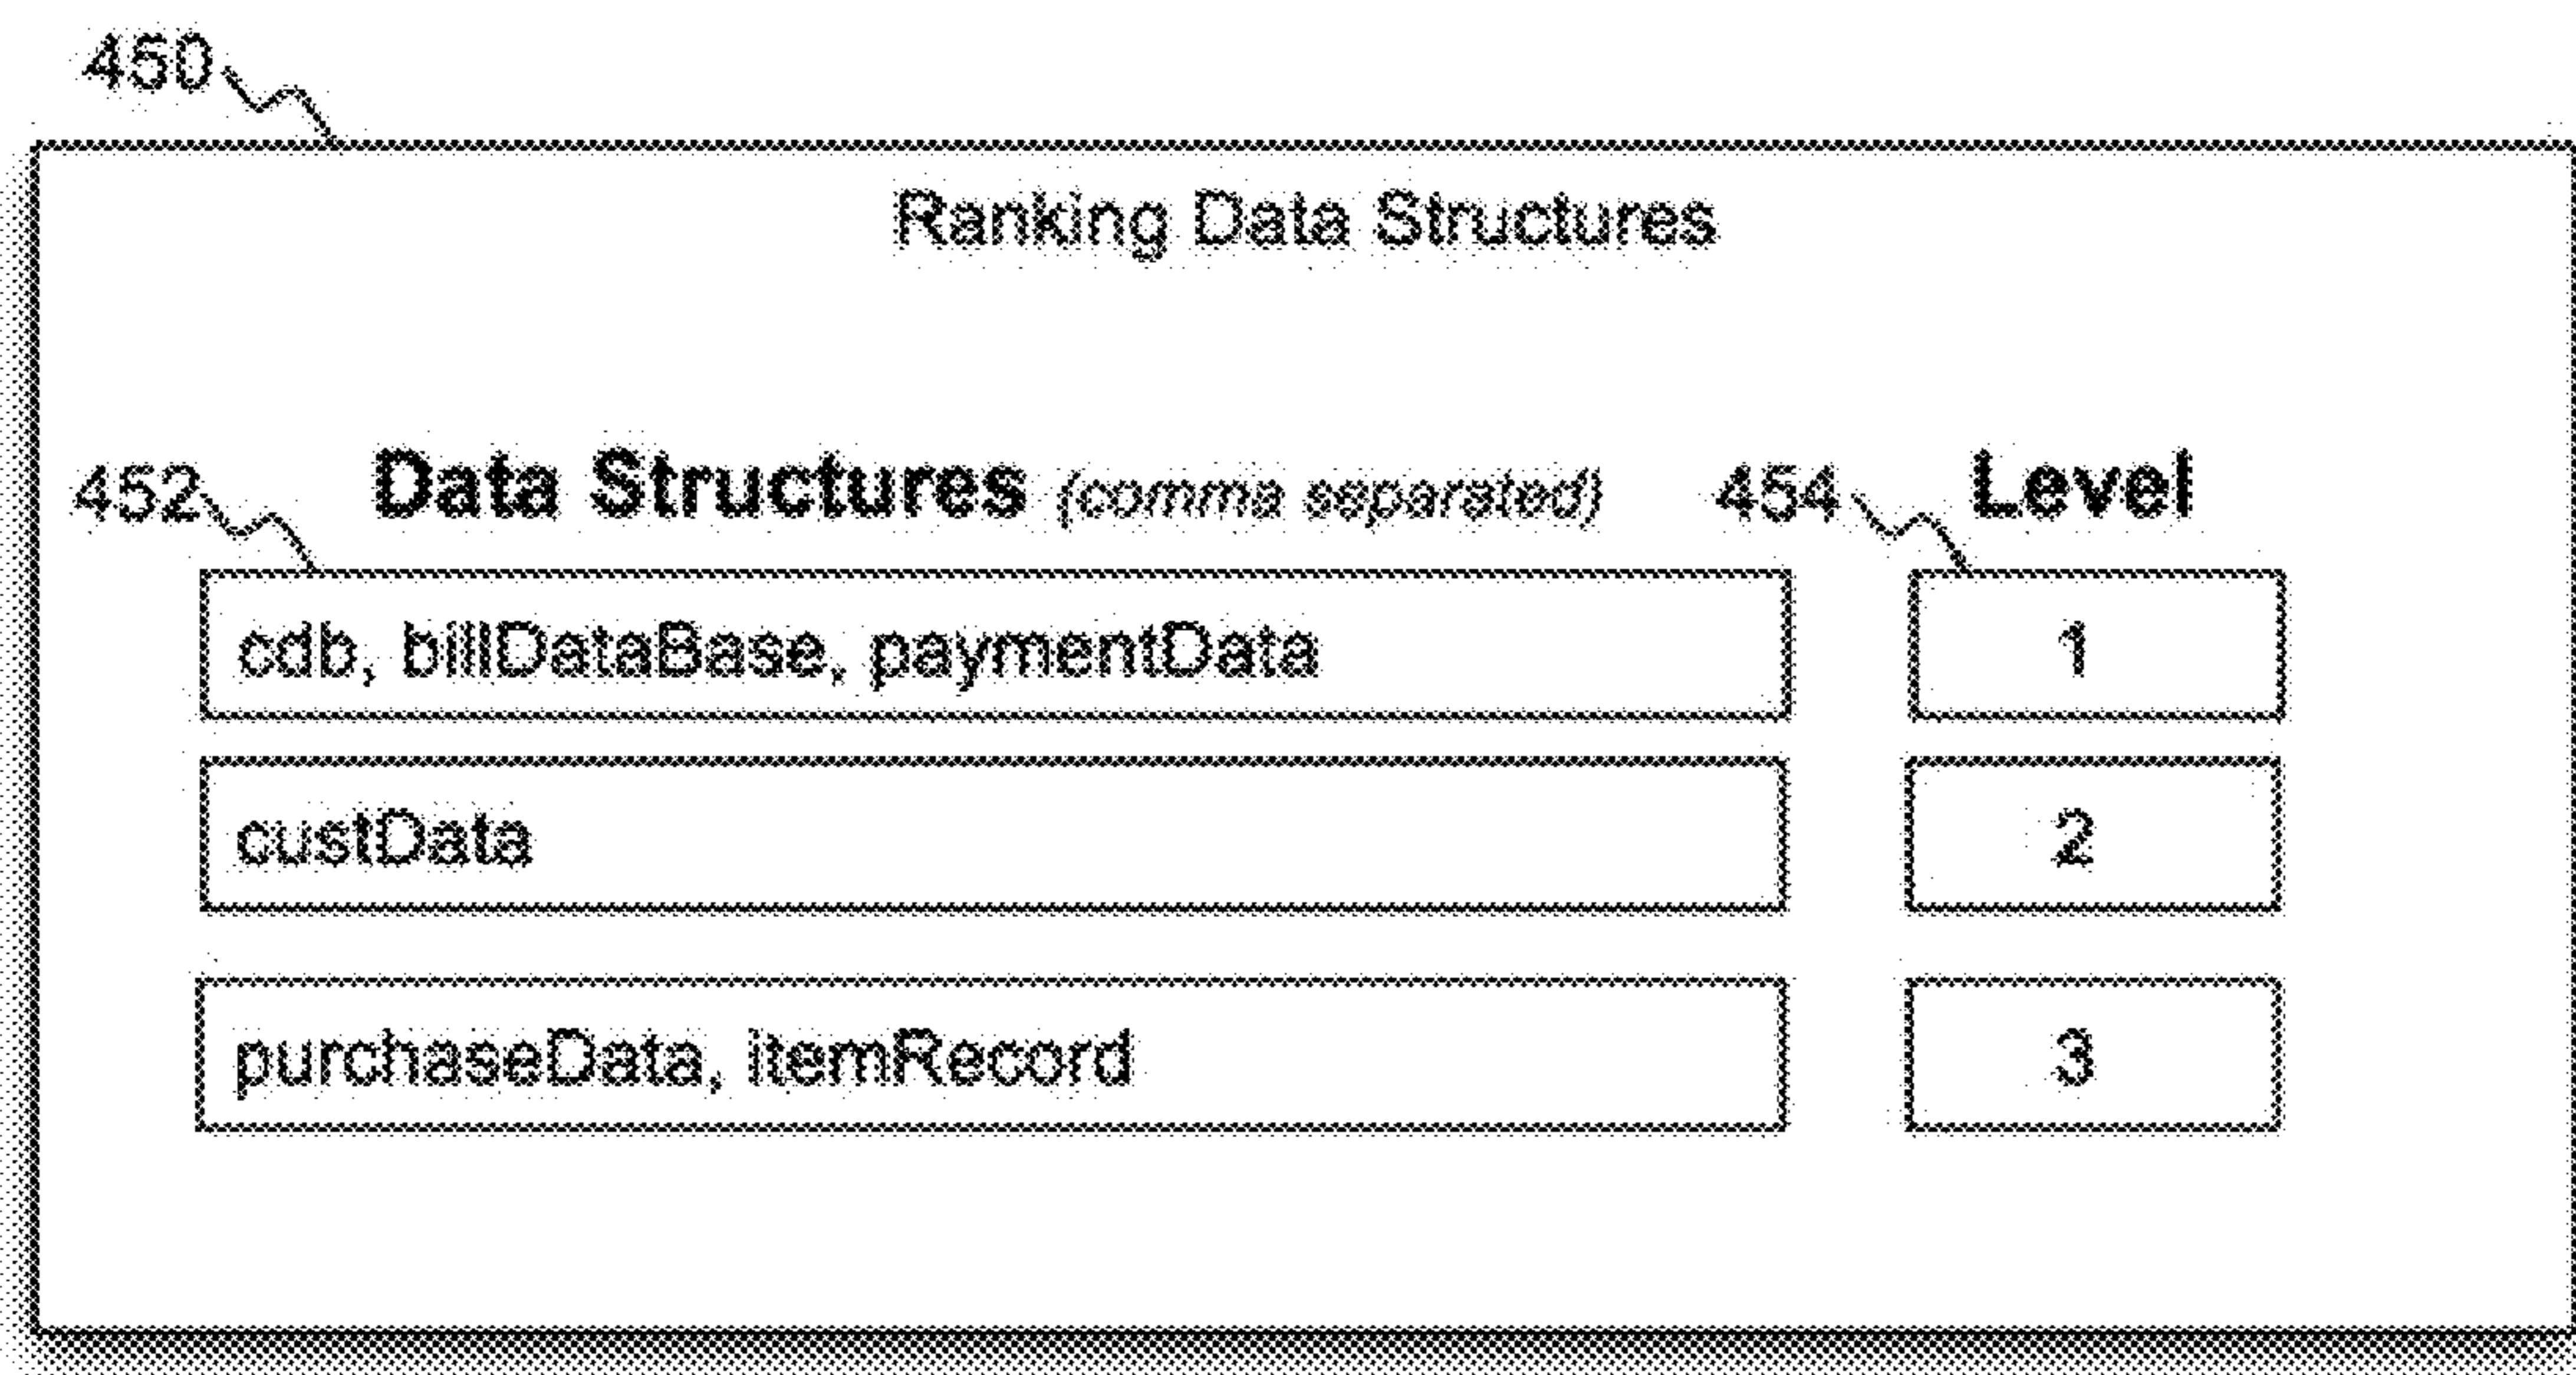 450
Ranking Data Structures
452 Data Structures (comma separated) 454 Level
cdb, billDataBase, paymentData 1
custData 2
purchaseData, itemRecord 3